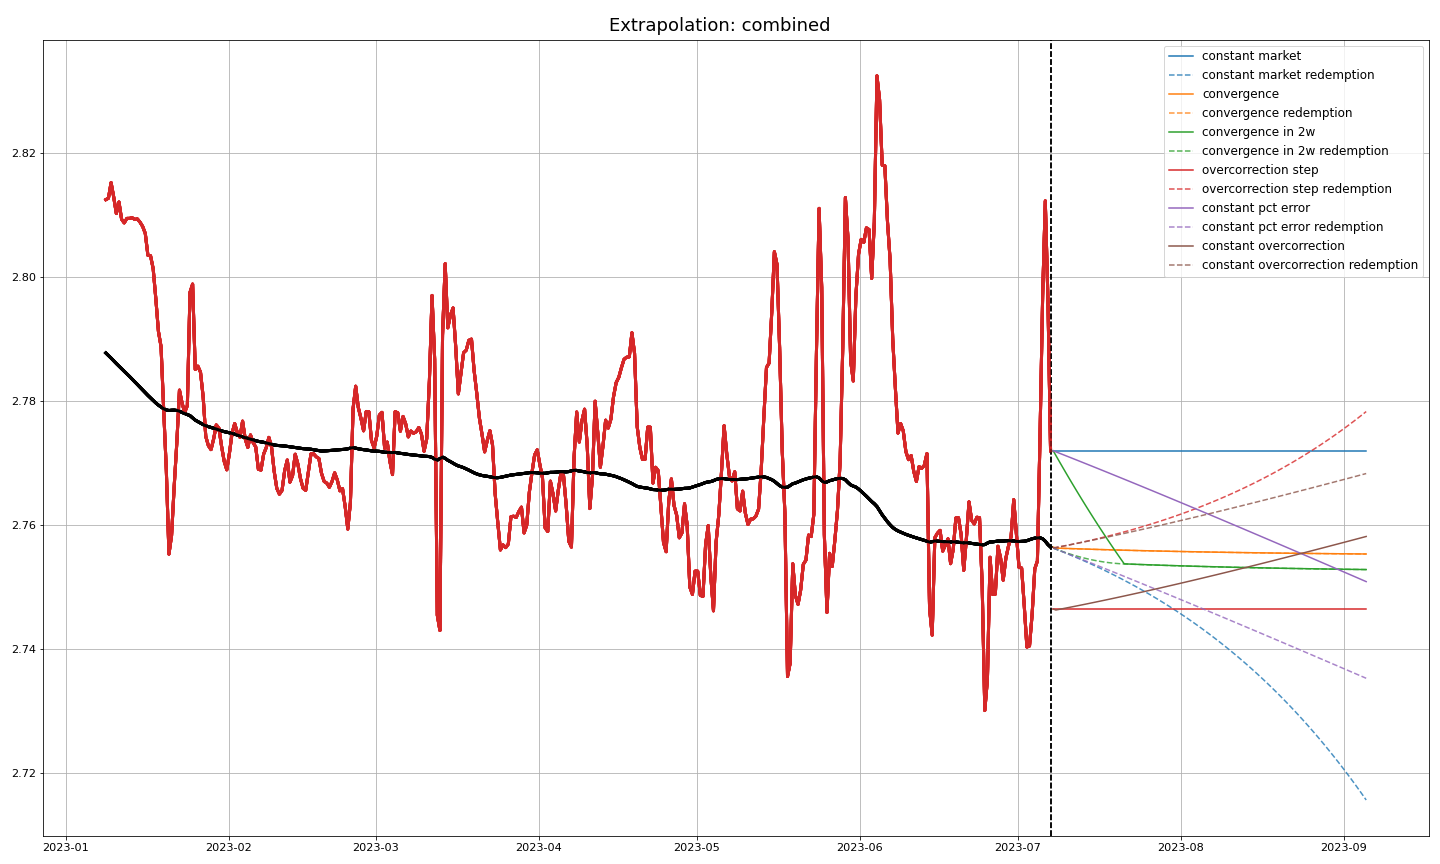 Extrapolation: combined
constant market
constant market redemption
convergence
convergence redemption
convergence in 2w
convergence in 2w redemption
overcorrection step
overcorrection step redemption
constant pct error
constant pct error redemption
constant overcorrection
constant overcorrection redemption
2.82
2.80
2.78
2.76
2.74
2.72
2023-01 2023-02 2023-03 2023-04 2023-05 2023-06 2023-07 2023-08 2023-09